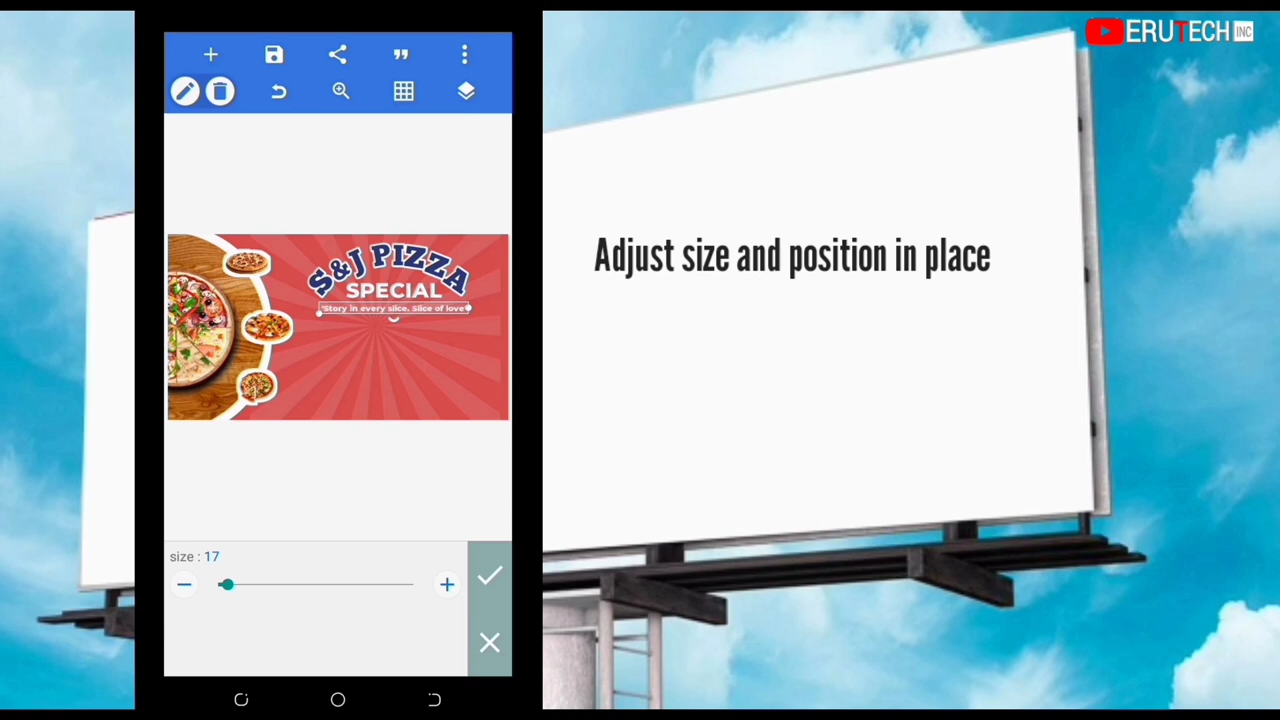 ERUTECH INC
S&J PIZZA
SPECIAL
"Story in every slice. Slice of love"
Adjust size and position in place
size : 17